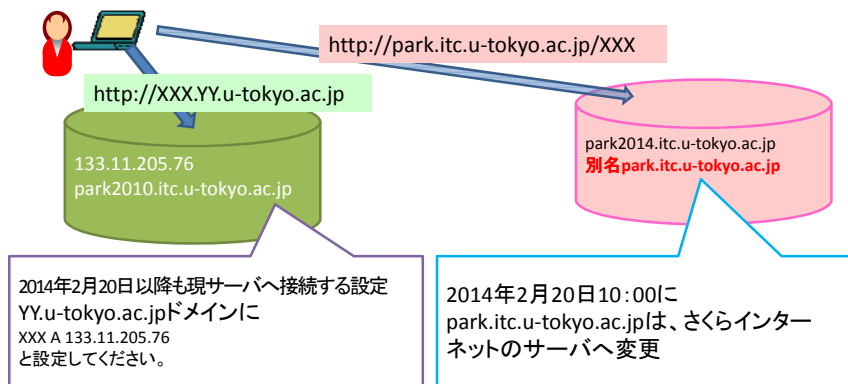 http://park.itc.u-tokyo.ac.jp/XXX
http://XXX.YY.u-tokyo.ac.jp
133.11.205.76
park2010.itc.u-tokyo.ac.jp
park2014.itc.u-tokyo.ac.jp
別名park.itc.u-tokyo.ac.jp
2014年2月20日以降も現サーバへ接続する設定
YY.u-tokyo.ac.jpドメインに
XXX A 133.11.205.76
と設定してください。
2014年2月20日10:00に
park.itc.u-tokyo.ac.jpは、さくらインター
ネットのサーバへ変更